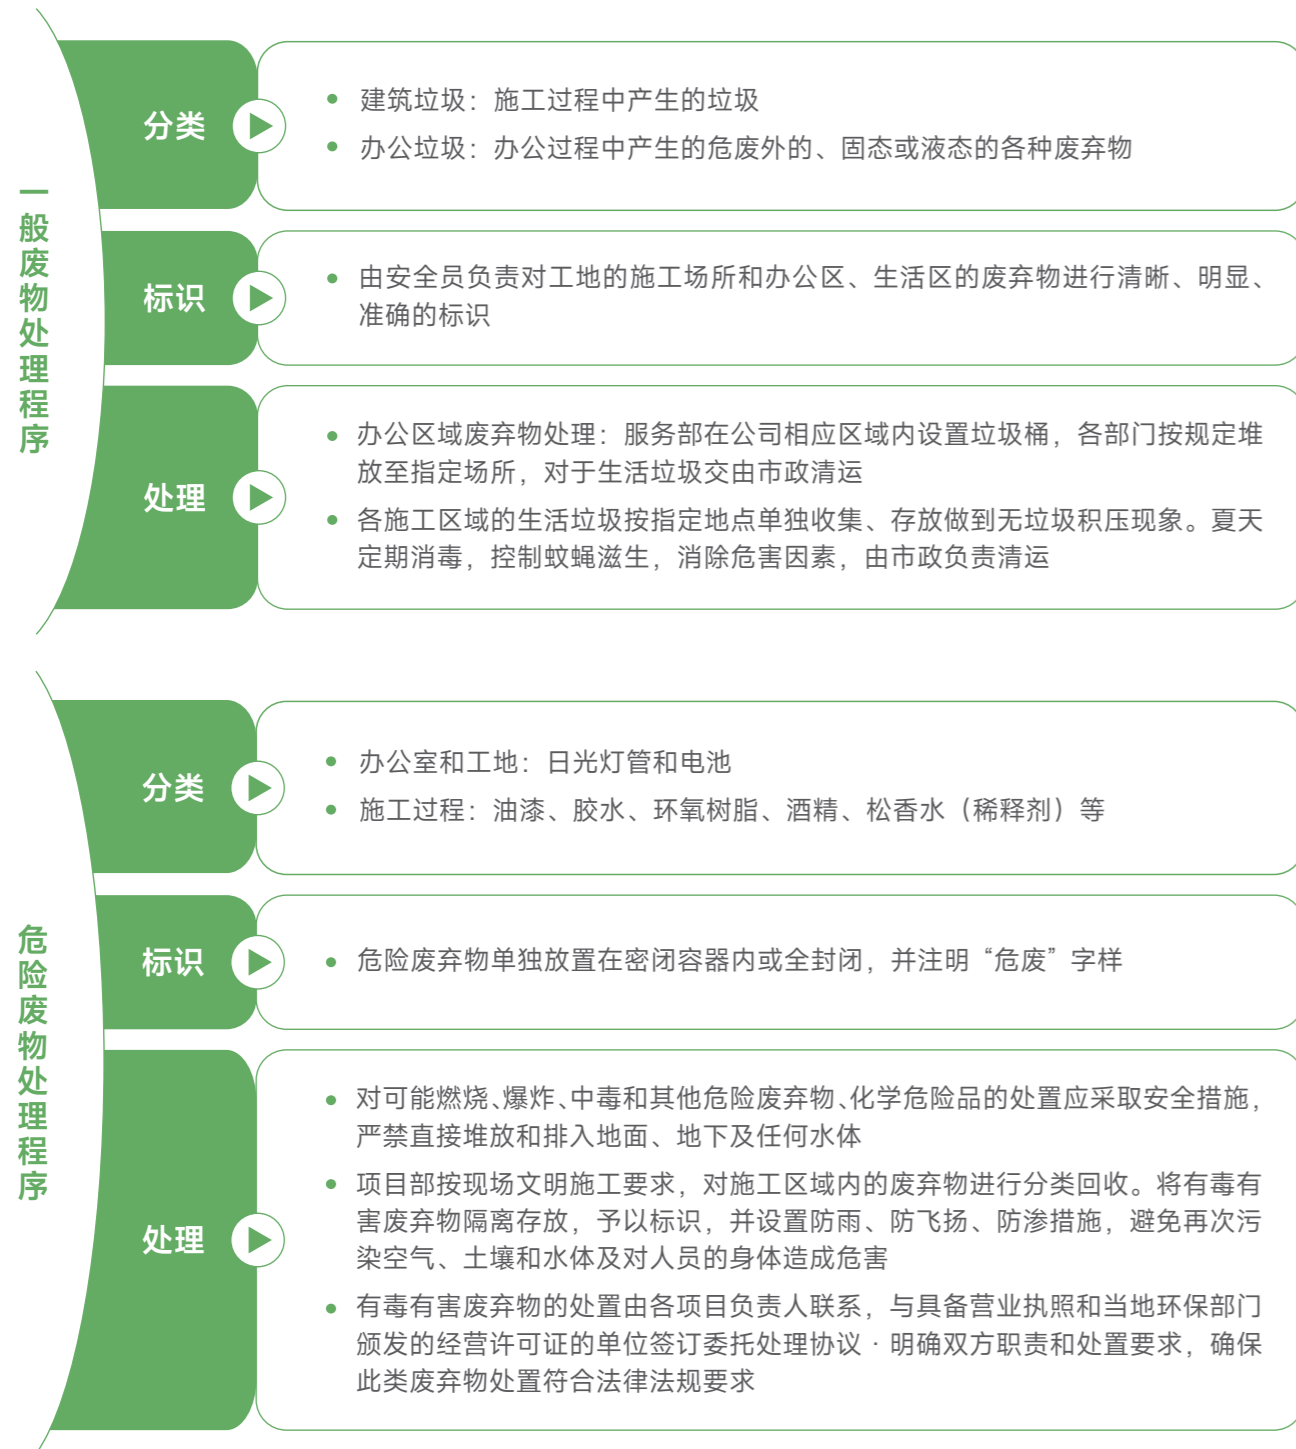 一般废物处理程序
分类
建筑垃圾：施工过程中产生的垃圾
办公垃圾：办公过程中产生的危废外的、固态或液态的各种废弃物
标识
由安全员负责对工地的施工场所和办公区、生活区的废弃物进行清晰、明显、
准确的标识
处理
办公区域废弃物处理：服务部在公司相应区域内设置垃圾桶，各部门按规定堆
放至指定场所，对于生活垃圾交由市政清运
各施工区域的生活垃圾按指定地点单独收集、存放做到无垃圾积压现象。夏天
定期消毒，控制蚊蝇滋生，消除危害因素，由市政负责清运
危险废物处理程序
分类
办公室和工地：日光灯管和电池
施工过程：油漆、胶水、环氧树脂、酒精、松香水（稀释剂）等
标识
危险废弃物单独放置在密闭容器内或全封闭，并注明“危废”字样
处理
对可能燃烧、爆炸、中毒和其他危险废弃物、化学危险品的处置应采取安全措施，
严禁直接堆放和排入地面、地下及任何水体
项目部按现场文明施工要求，对施工区域内的废弃物进行分类回收。将有毒有
害废弃物隔离存放，予以标识，并设置防雨、防飞扬、防渗措施，避免再次污
染空气、土壤和水体及对人员的身体造成危害
有毒有害废弃物的处置由各项目负责人联系，与具备营业执照和当地环保部门
颁发的经营许可证的单位签订委托处理协议·明确双方职责和处置要求，确保
此类废弃物处置符合法律法规要求